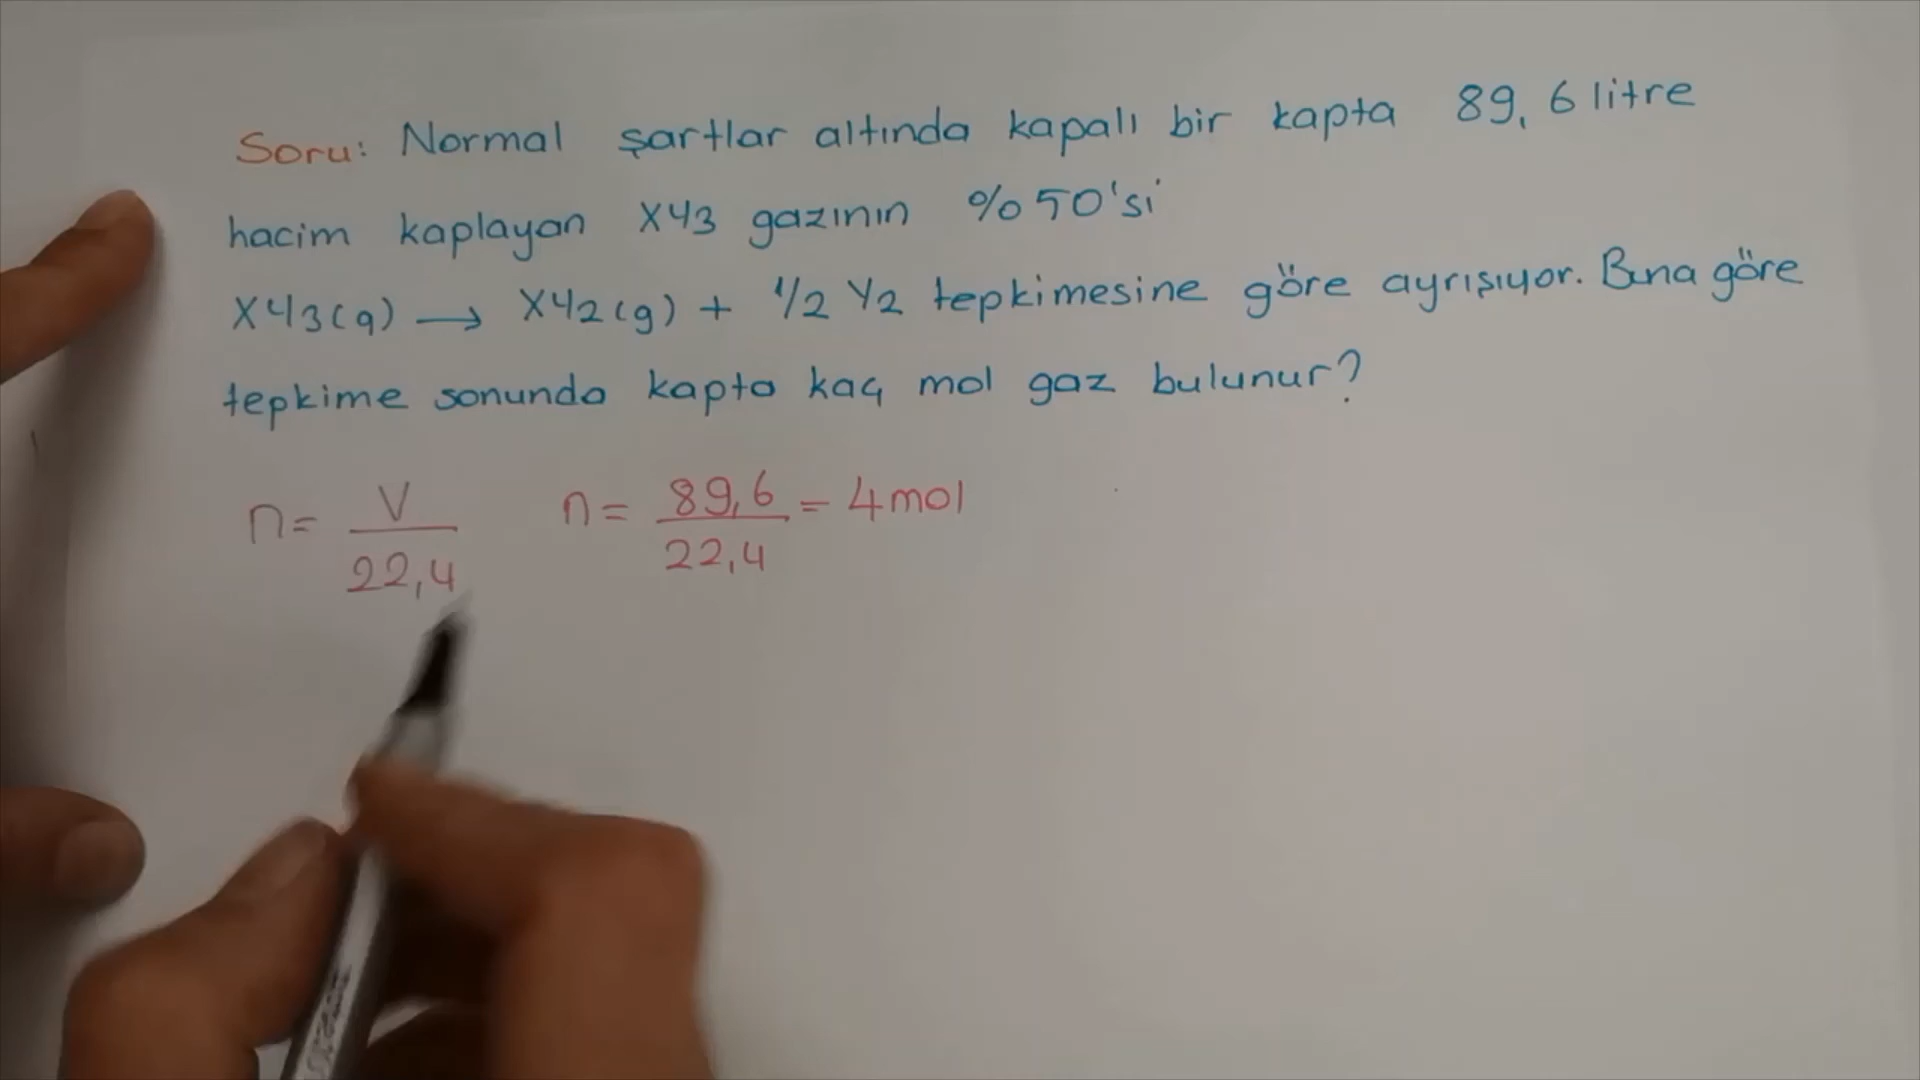 Soru: Normal şartlar altında kapalı bir kapta 89,6 litre
hacim kaplayan XY3 gazının %50'si
XY3(g) → XY2(g) + 1/2 Y2 tepkimesine göre ayrışıyor. Buna göre
tepkime sonunda kapta kaç mol gaz bulunur?
n = V / 22,4 n = 89,6 / 22,4 = 4 mol